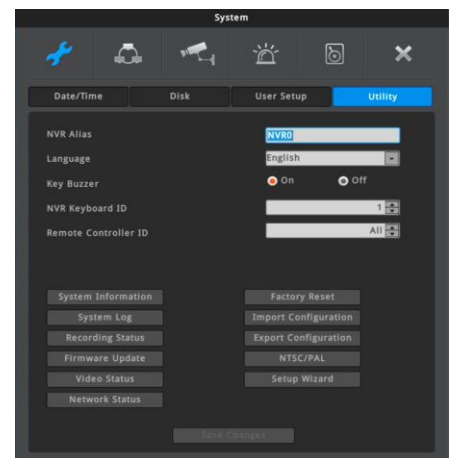 System
Date/Time Disk User Setup Utility
NVR Alias NVR0
Language English
Key Buzzer On Off
NVR Keyboard ID 1
Remote Controller ID All
System Information Factory Reset
System Log Import Configuration
Recording Status Export Configuration
Firmware Update NTSC/PAL
Video Status Setup Wizard
Network Status
Save Changes